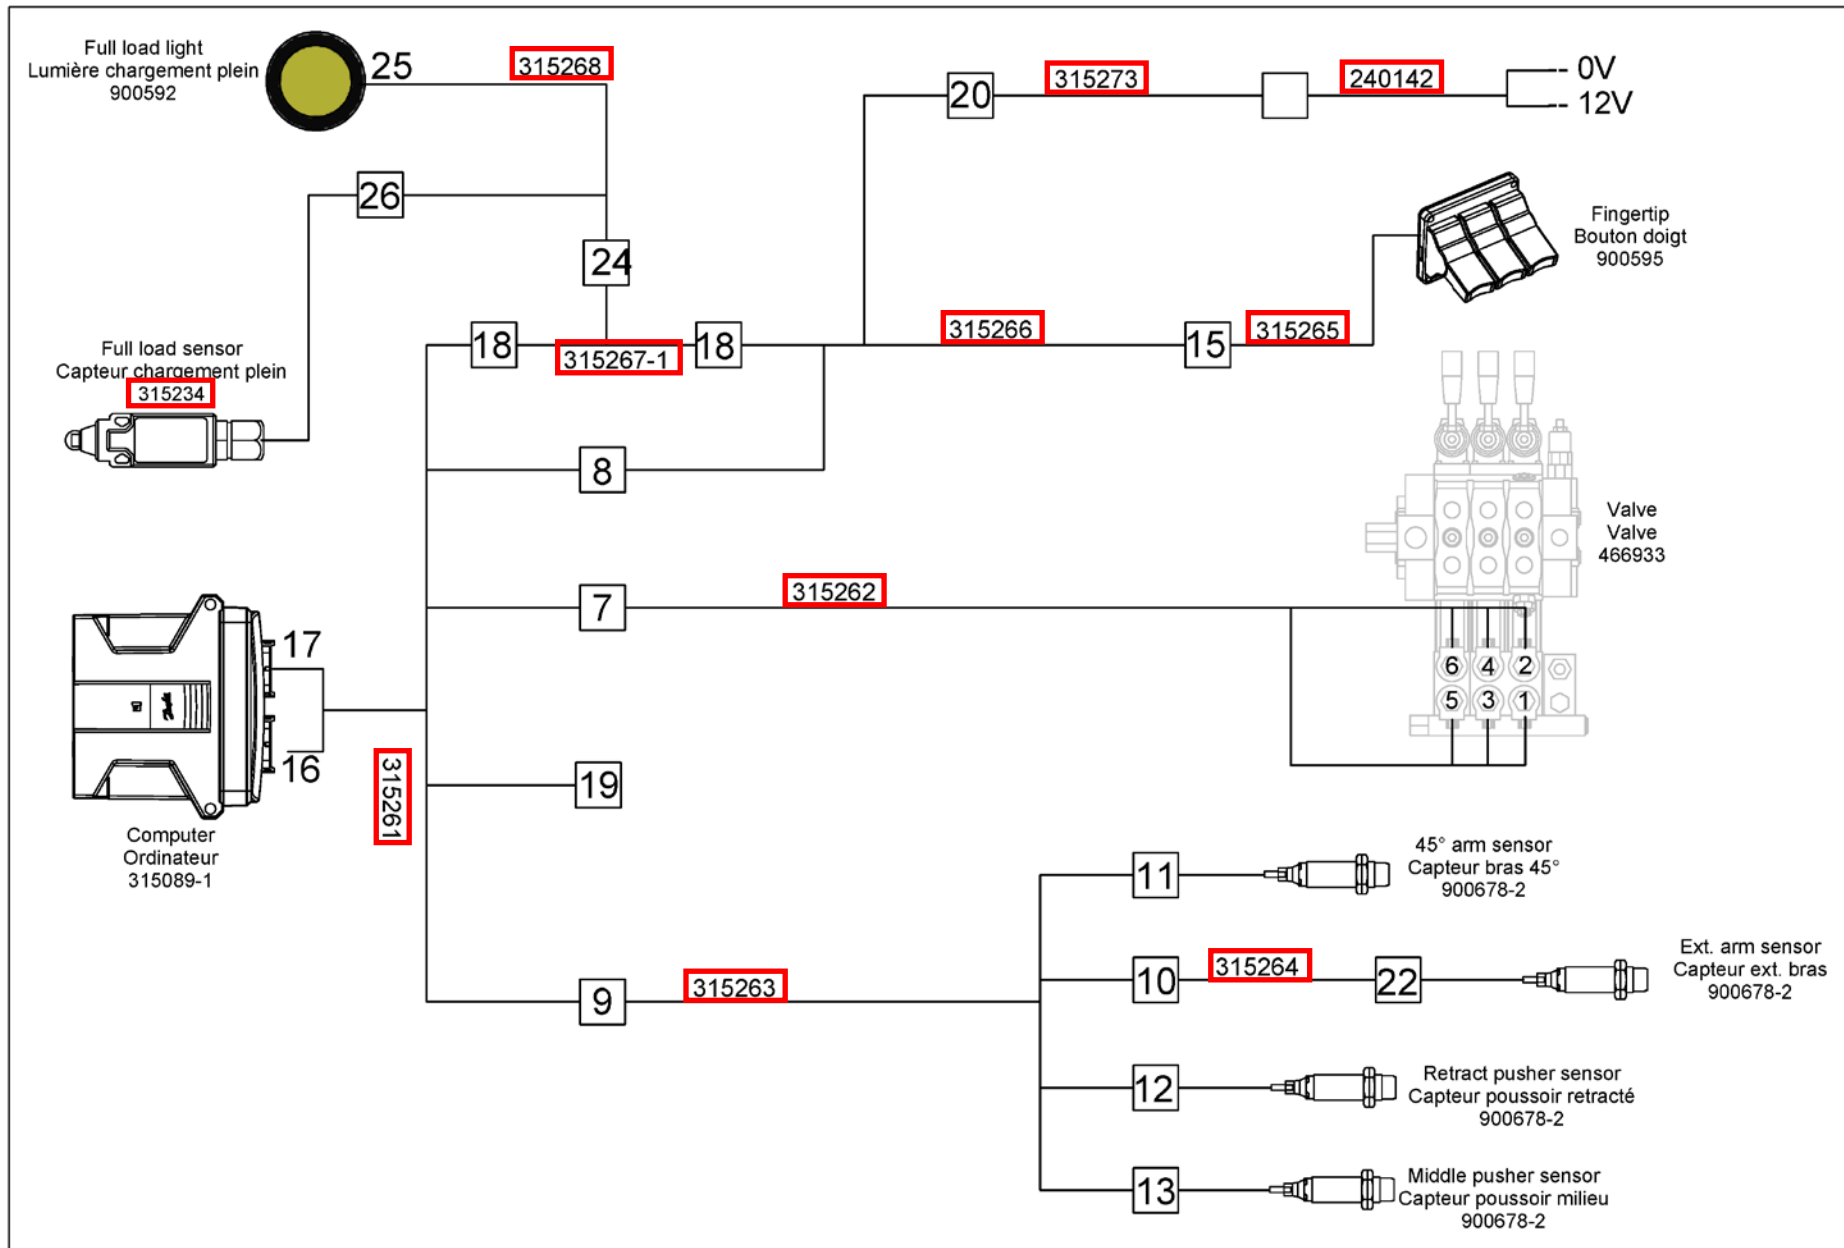 Full load light
Lumière chargement plein
900592
25
315268
20
315273
240142
0V
12V
26
24
Fingertip
Bouton doigt
900595
18
315267-1
18
315266
15
315265
Full load sensor
Capteur chargement plein
315234
8
Valve
Valve
466933
7
315262
6
4
2
5
3
1
17
16
Computer
Ordinateur
315089-1
315261
19
11
45° arm sensor
Capteur bras 45°
900678-2
9
315263
10
315264
22
Ext. arm sensor
Capteur ext. bras
900678-2
12
Retract pusher sensor
Capteur poussoir retracté
900678-2
13
Middle pusher sensor
Capteur poussoir milieu
900678-2